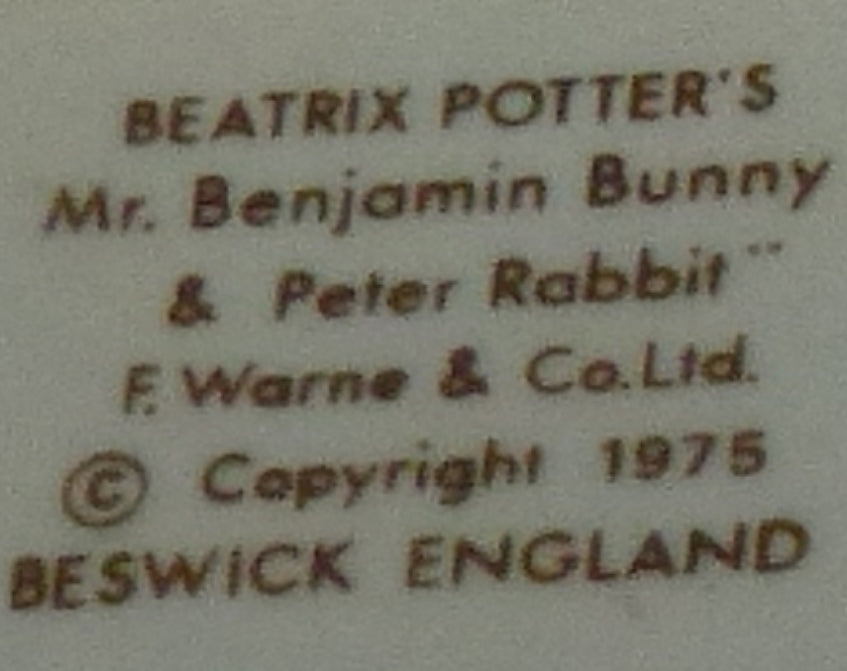 BEATRIX POTTER'S
Mr. Benjamin Bunny
& Peter Rabbit
F. Warne & Co.Ltd.
© Copyright 1975
BESWICK ENGLAND